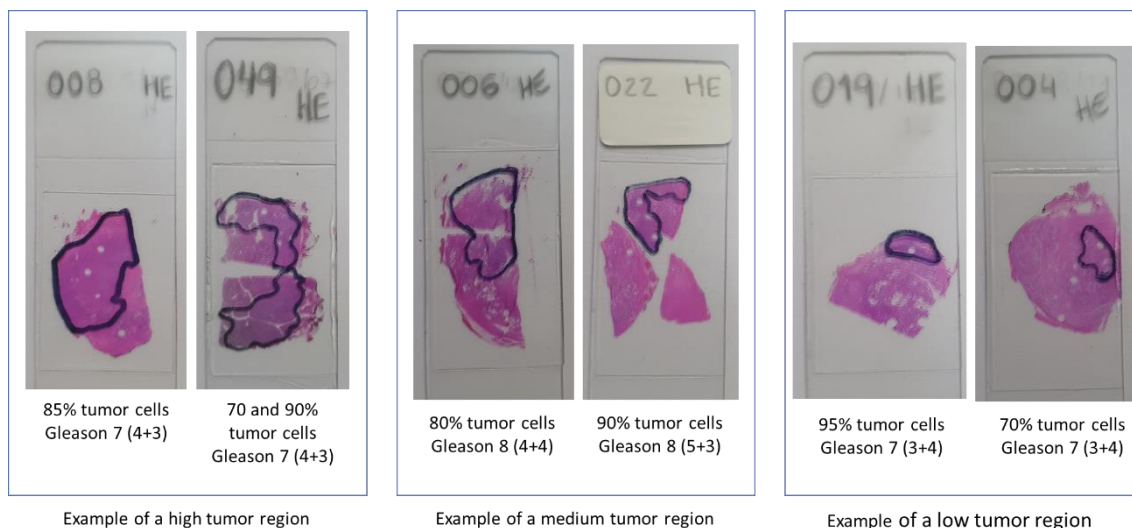 008 HE
049
HE
006 HE
022 HE
019 HE
004
HE
85% tumor cells
Gleason 7 (4+3)
70 and 90%
tumor cells
Gleason 7 (4+3)
80% tumor cells
Gleason 8 (4+4)
90% tumor cells
Gleason 8 (5+3)
95% tumor cells
Gleason 7 (3+4)
70% tumor cells
Gleason 7 (3+4)
Example of a high tumor region
Example of a medium tumor region
Example of a low tumor region